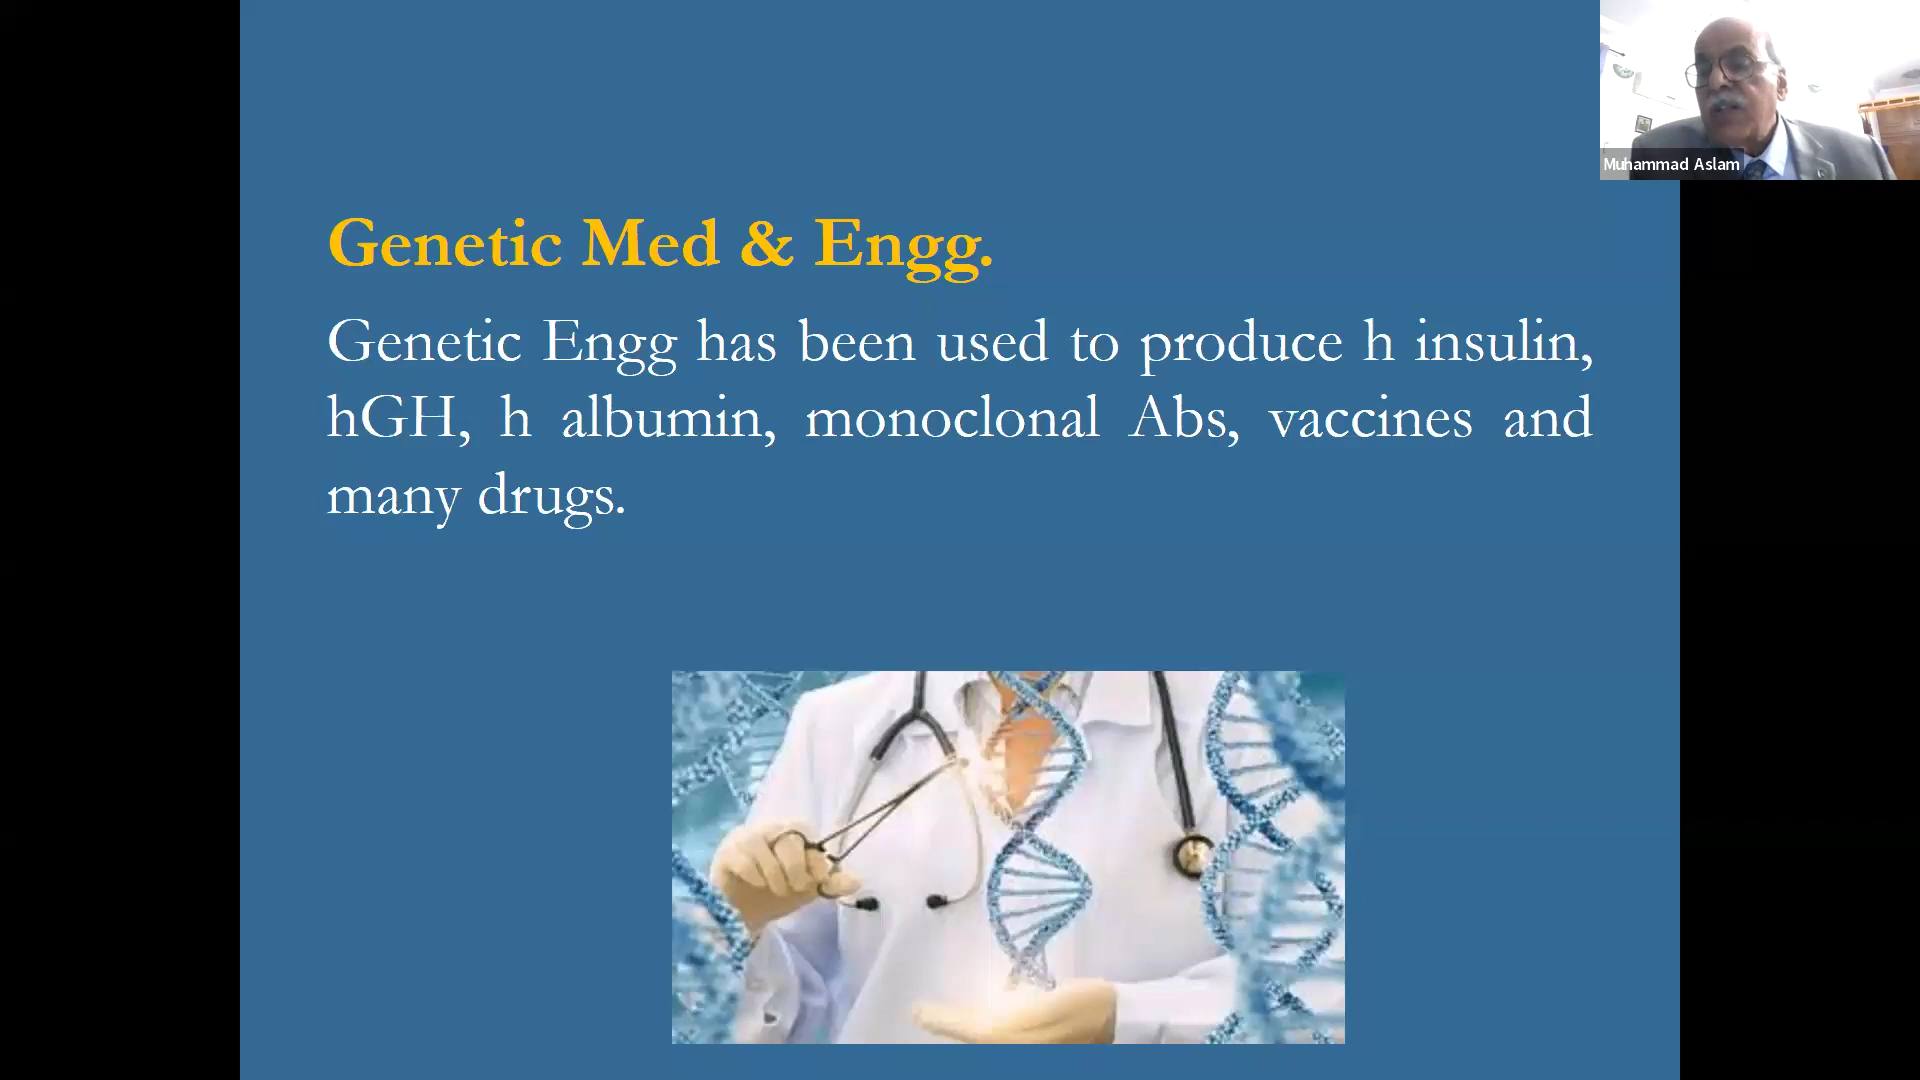 Muhammad Aslam
Genetic Med & Engg.
Genetic Engg has been used to produce h insulin,
hGH, h albumin, monoclonal Abs, vaccines and
many drugs.